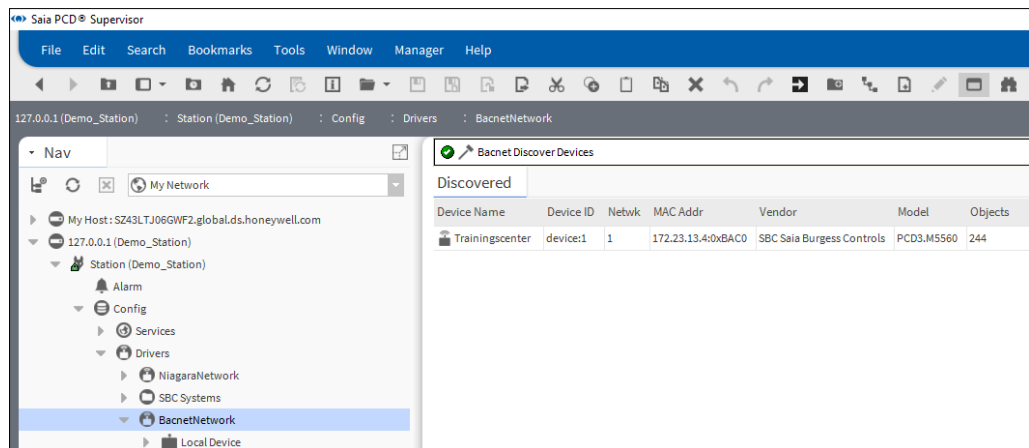 Saia PCD® Supervisor
File Edit Search Bookmarks Tools Window Manager Help
127.0.0.1 (Demo_Station) : Station (Demo_Station) : Config : Drivers : BacnetNetwork
Nav
My Network
My Host : SZ43LTJ06GWF2.global.ds.honeywell.com
127.0.0.1 (Demo_Station)
Station (Demo_Station)
Alarm
Config
Services
Drivers
NiagaraNetwork
SBC Systems
BacnetNetwork
Local Device
Bacnet Discover Devices
Discovered
Device Name Device ID Netwk MAC Addr Vendor Model Objects
Trainingscenter device:1 1 172.23.13.4:0xBAC0 SBC Saia Burgess Controls PCD3.M5560 244